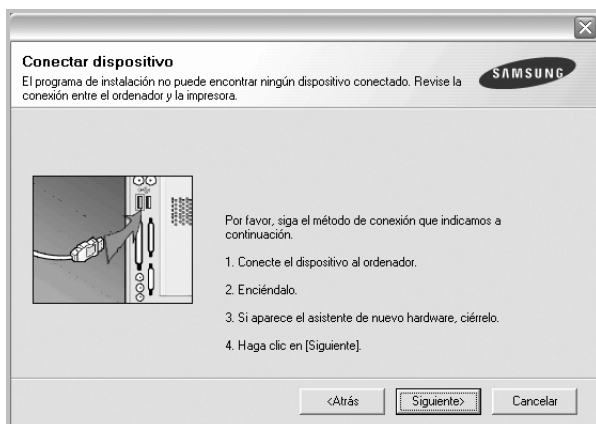 Conectar dispositivo
El programa de instalación no puede encontrar ningún dispositivo conectado. Revise la
conexión entre el ordenador y la impresora.
SAMSUNG
Por favor, siga el método de conexión que indicamos a
continuación.
1. Conecte el dispositivo al ordenador.
2. Enciéndalo.
3. Si aparece el asistente de nuevo hardware, ciérrelo.
4. Haga clic en [Siguiente].
<Atrás
Siguiente>
Cancelar